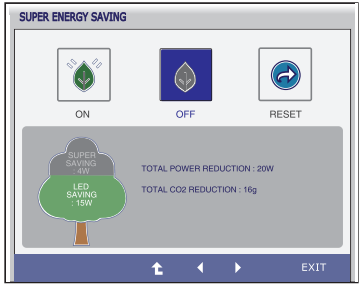 SUPER ENERGY SAVING
ON
OFF
RESET
SUPER
SAVING
: 4W
LED
SAVING
: 15W
TOTAL POWER REDUCTION : 20W
TOTAL CO2 REDUCTION : 16g
EXIT